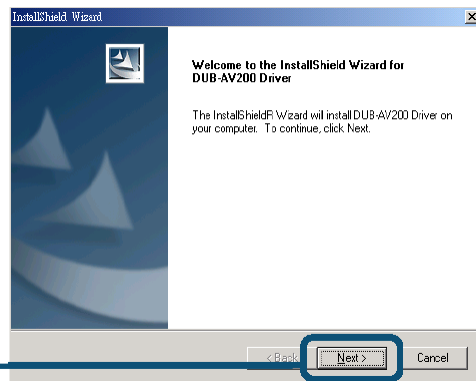 InstallShield Wizard
Welcome to the InstallShield Wizard for
DUB-AV200 Driver
The InstallShieldR Wizard will install DUB-AV200 Driver on
your computer. To continue, click Next.
< Back
Next >
Cancel